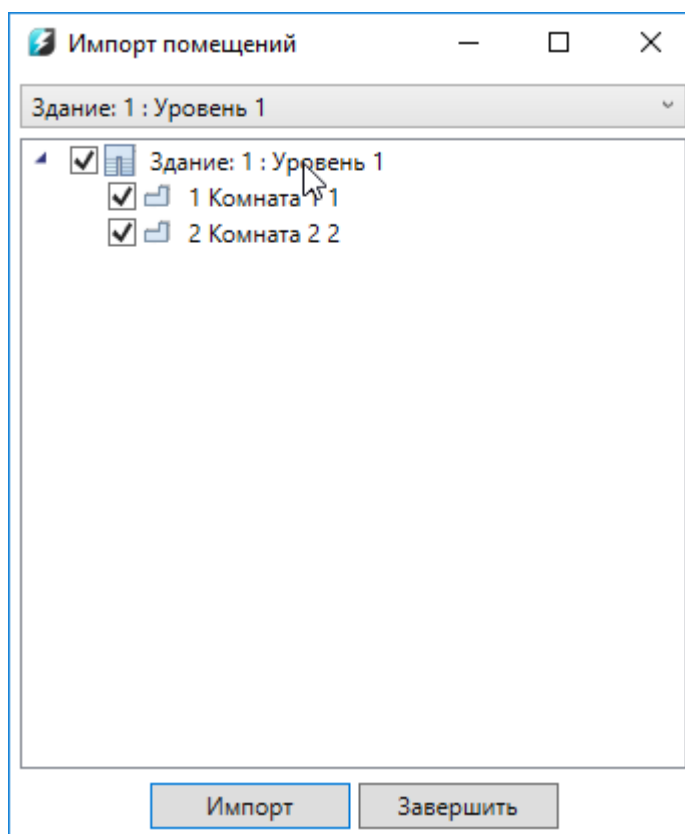 Импорт помещений
Здание: 1 : Уровень 1
Здание: 1 : Уровень 1
1 Комната 1 1
2 Комната 2 2
Импорт Завершить